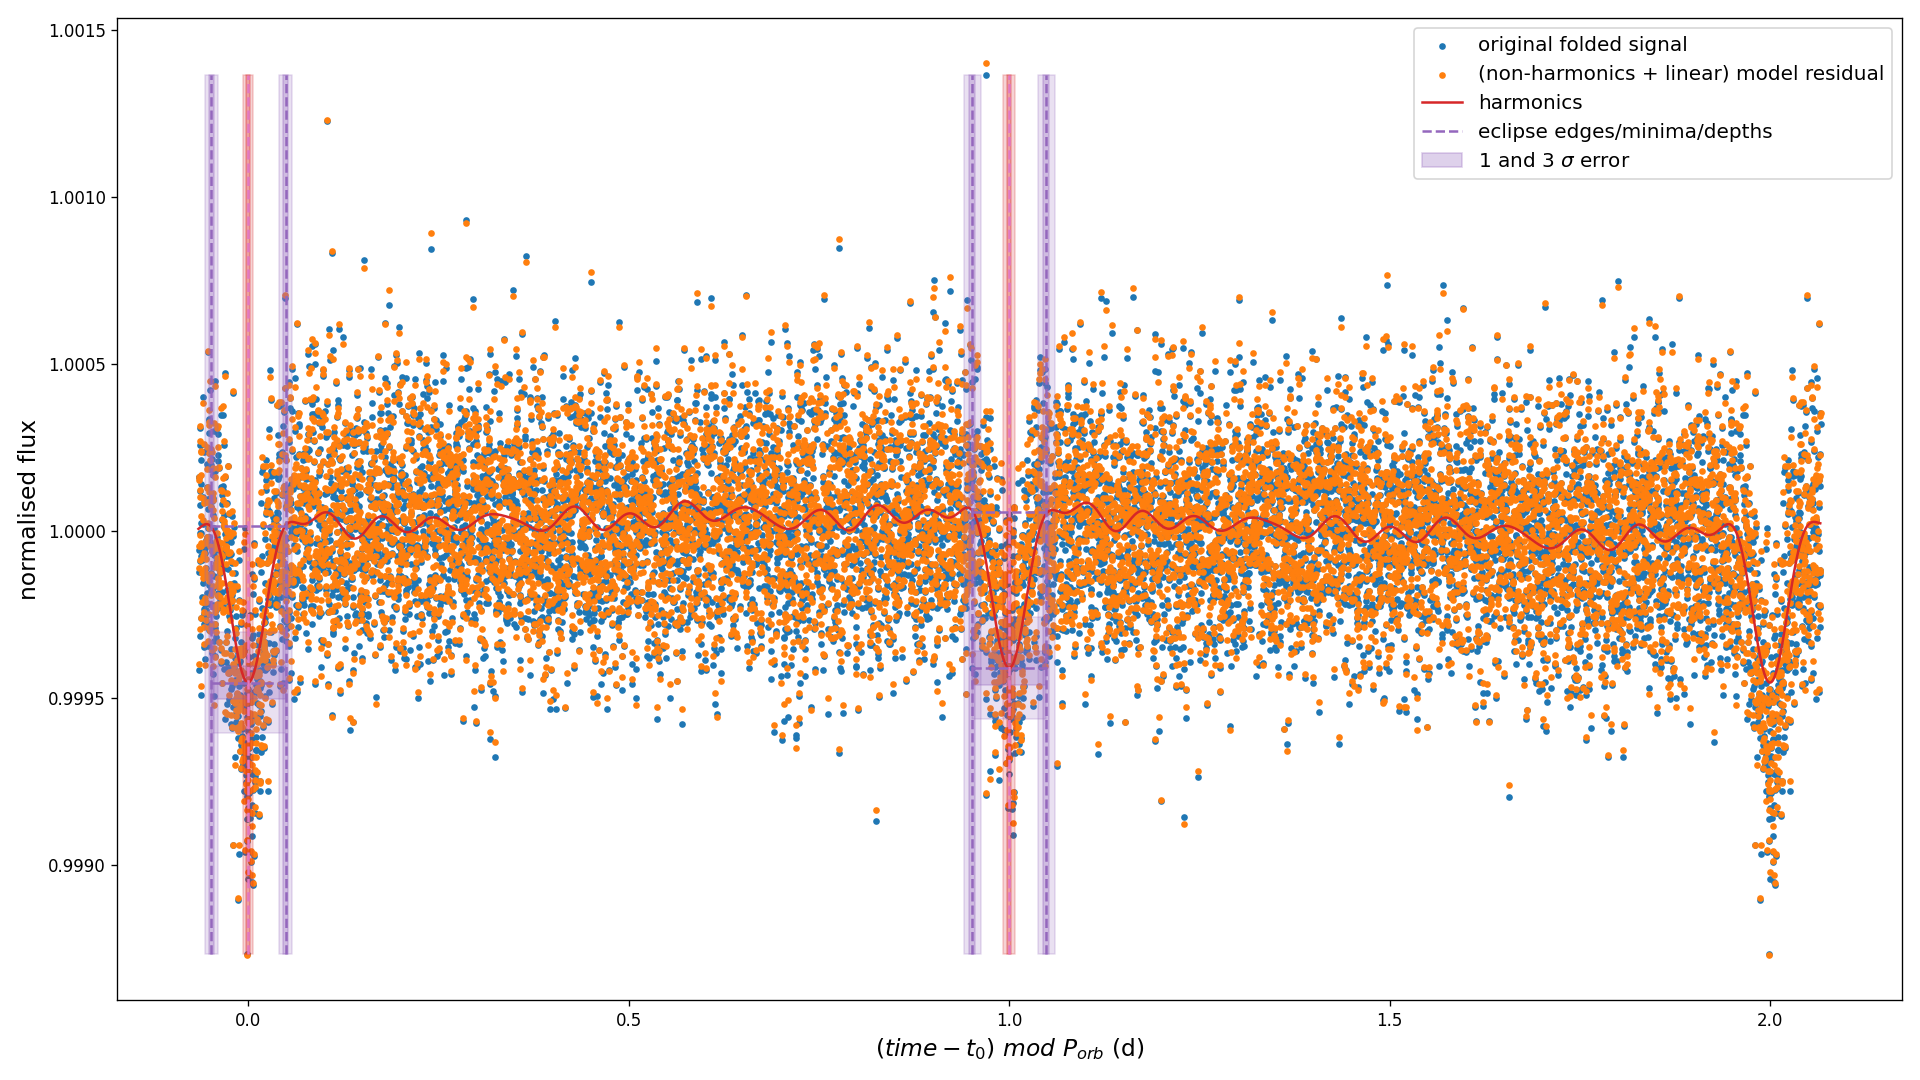 original folded signal
(non-harmonics + linear) model residual
harmonics
eclipse edges/minima/depths
1 and 3 σ error
normalised flux
1.0015
1.0010
1.0005
1.0000
0.9995
0.9990
0.0 0.5 1.0 1.5 2.0
(time − t₀) mod P_orb (d)